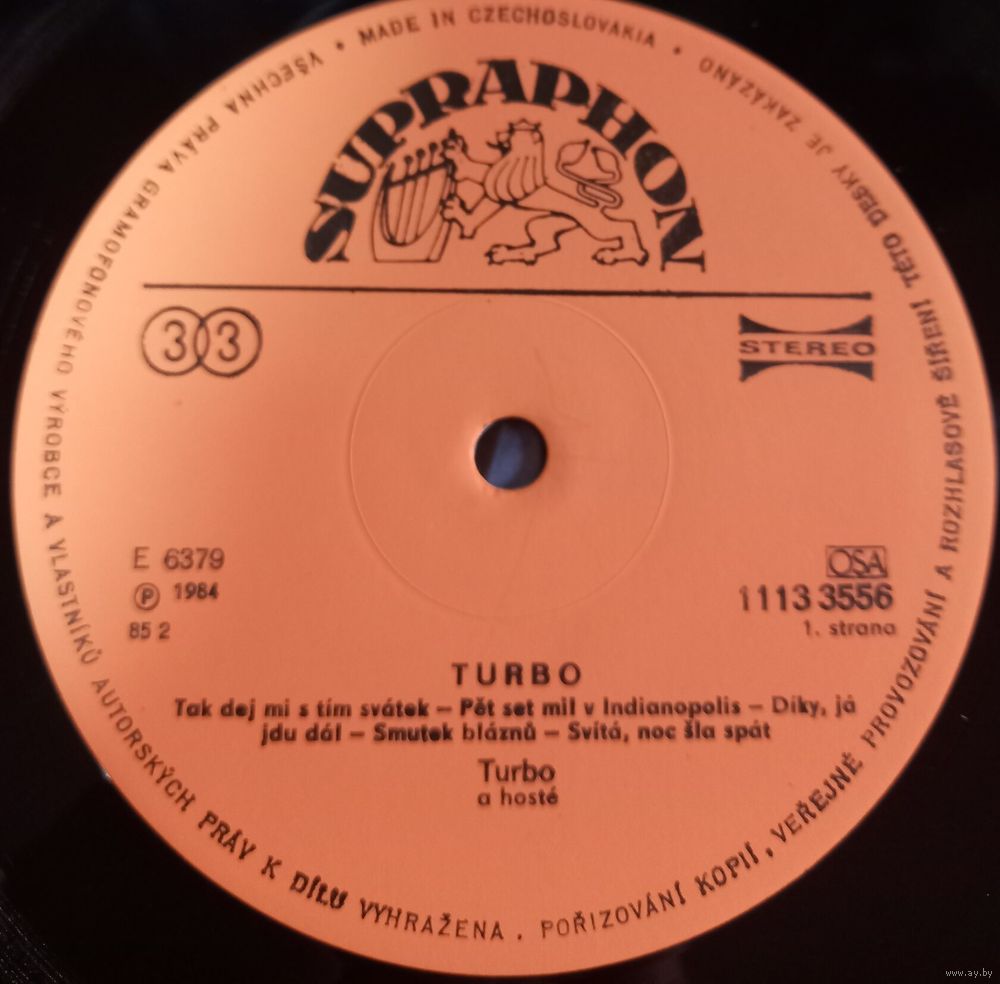 VŠECHNA PRÁVA GRAMOFONOVÉHO VÝROBCE A VLASTNÍKŮ AUTORSKÝCH PRÁV K DÍLU VYHRAŽENA . POŘIZOVÁNÍ KOPIÍ, VEŘEJNÉ PROVOZOVÁNÍ A ROZHLASOVÉ ŠÍŘENÍ TÉTO DESKY JE ZAKÁZÁNO • MADE IN CZECHOSLOVAKIA •
SUPRAPHON
33
STEREO
E 6379
OSA
Ⓟ 1984
1113 3556
85 2
1. strana
TURBO
Tak dej mi s tím svátek – Pět set mil v Indianopolis – Díky, já
jdu dál – Smutek bláznů – Svítá, noc šla spát
Turbo
a hosté
www.ay.by